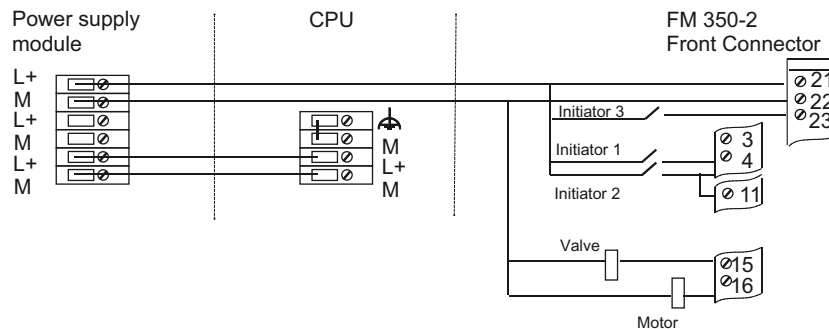 Power supply
module
CPU
FM 350-2
Front Connector
L+
M
L+
M
L+
M
M
L+
M
21
22
23
Initiator 3
Initiator 1
3
4
Initiator 2
11
Valve
15
16
Motor